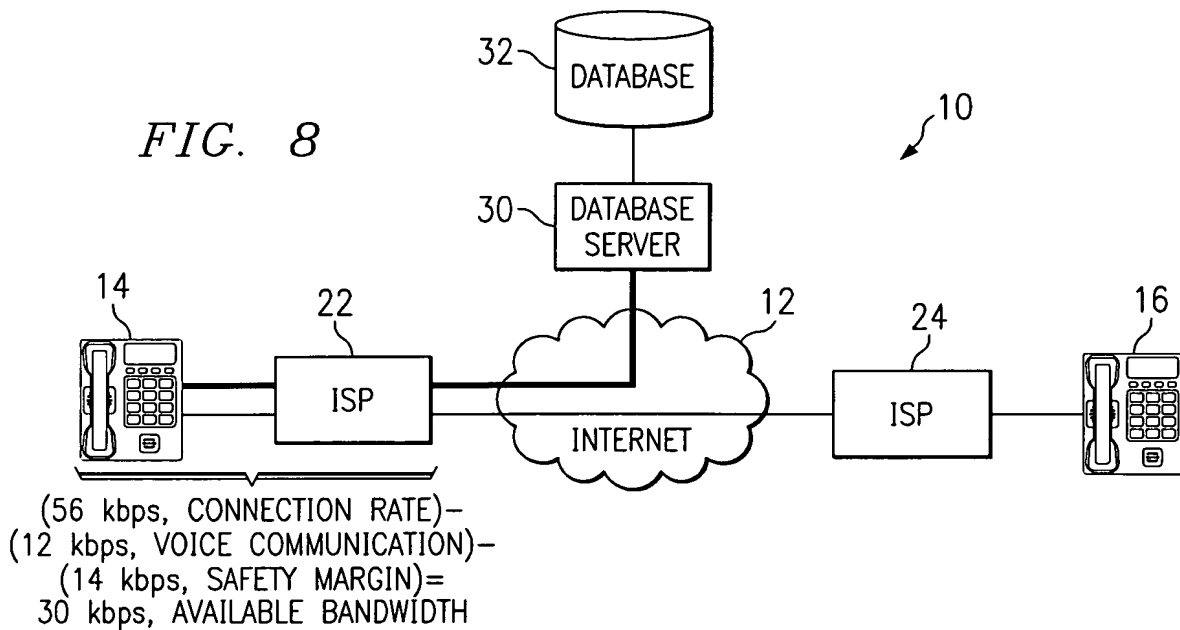 32
DATABASE
10
FIG. 8
30
DATABASE
SERVER
14
22
12
24
16
ISP
INTERNET
ISP
(56 kbps, CONNECTION RATE)–
(12 kbps, VOICE COMMUNICATION)–
(14 kbps, SAFETY MARGIN)=
30 kbps, AVAILABLE BANDWIDTH